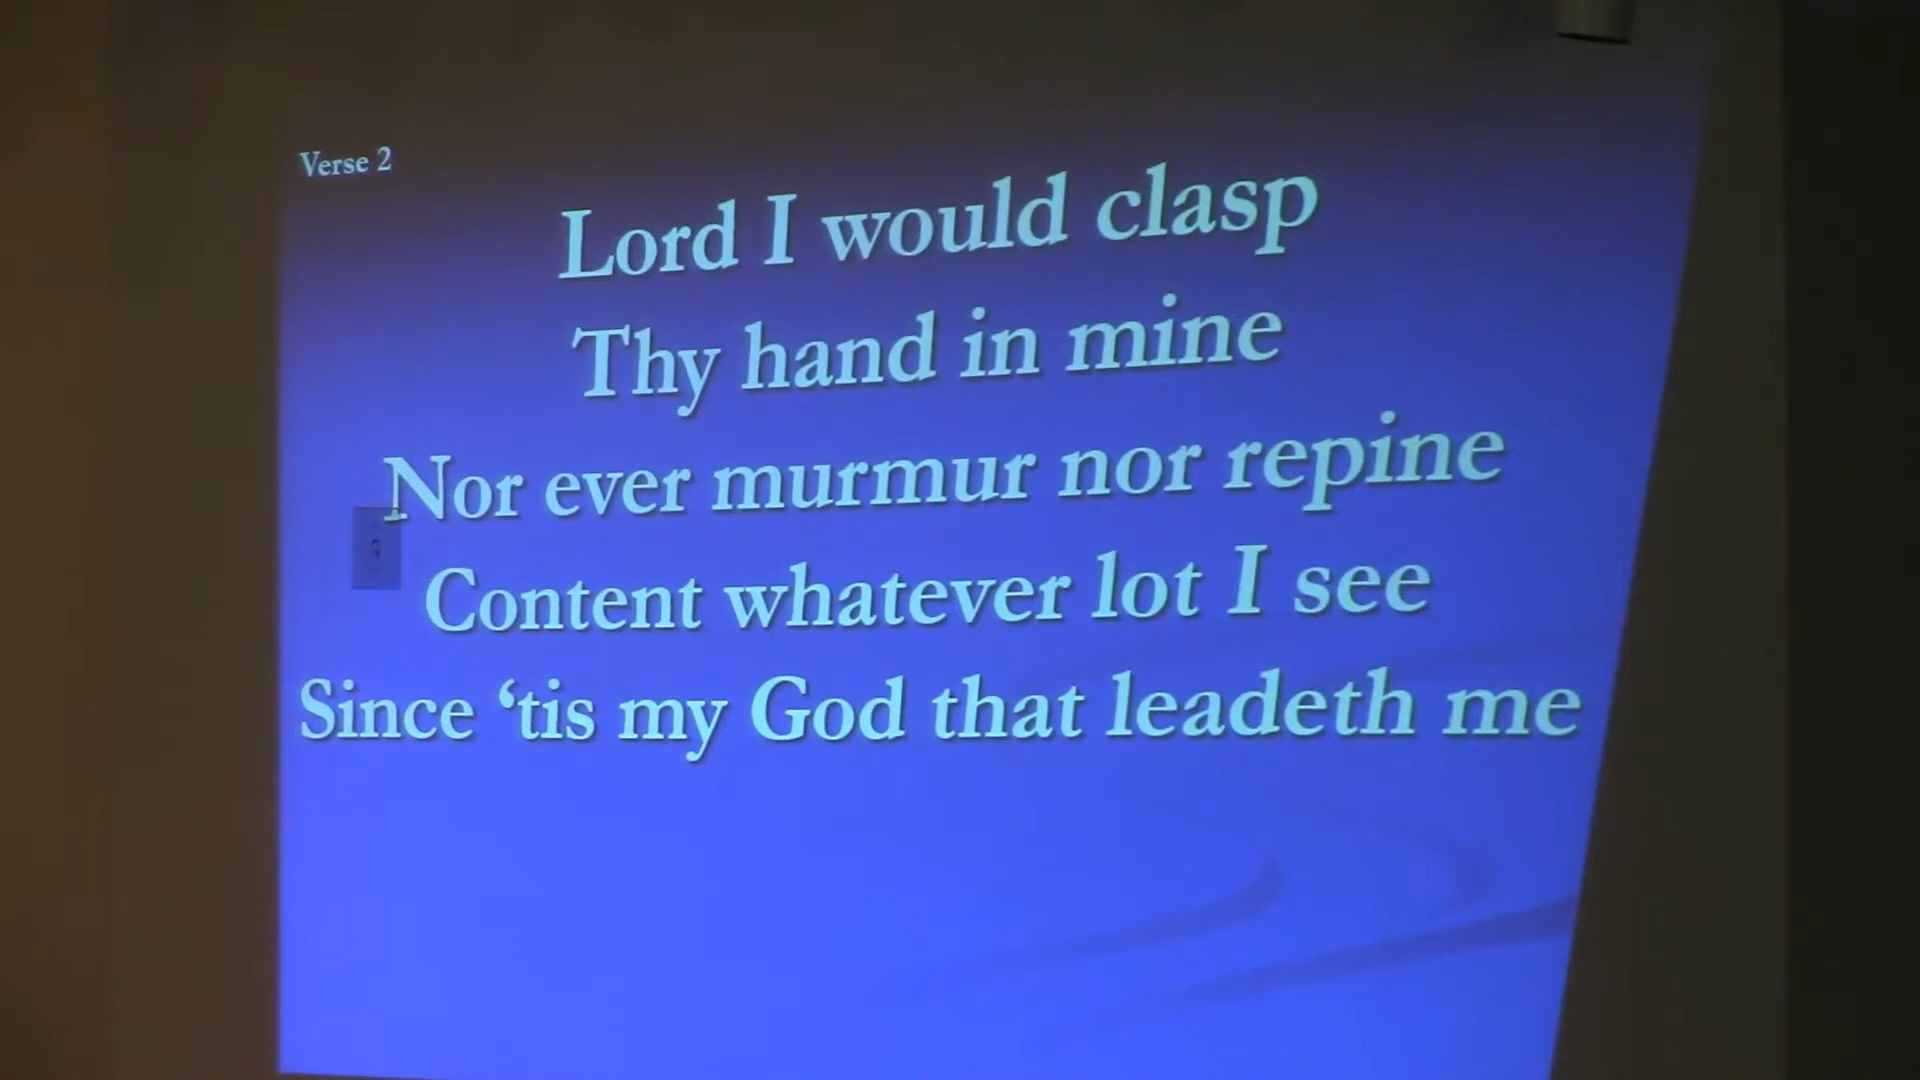 Verse 2
Lord I would clasp
Thy hand in mine
Nor ever murmur nor repine
Content whatever lot I see
Since ‘tis my God that leadeth me